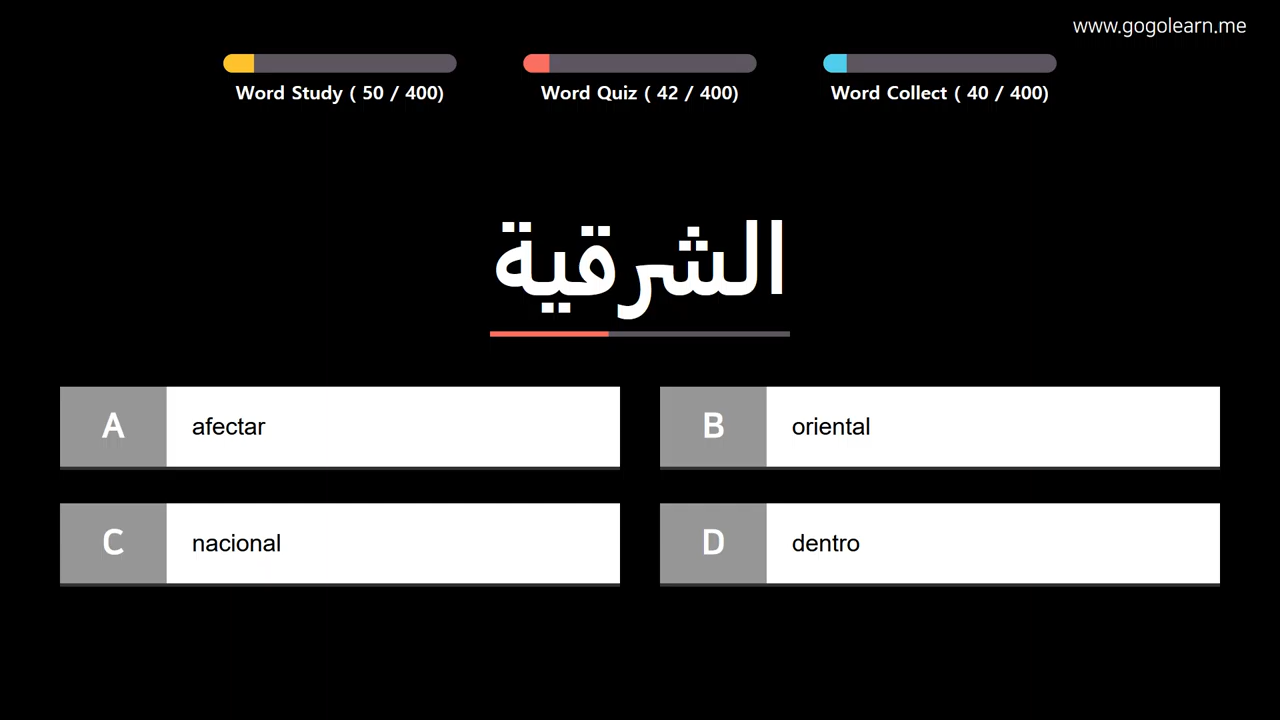 www.gogolearn.me
Word Study ( 50 / 400)
Word Quiz ( 42 / 400)
Word Collect ( 40 / 400)
الشرقية
A
afectar
B
oriental
C
nacional
D
dentro